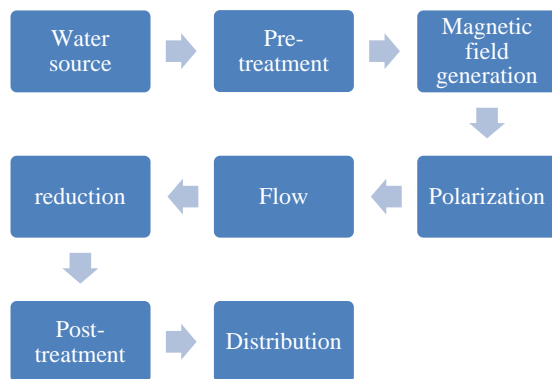 Water
source
Pre-
treatment
Magnetic
field
generation
Polarization
Flow
reduction
Post-
treatment
Distribution